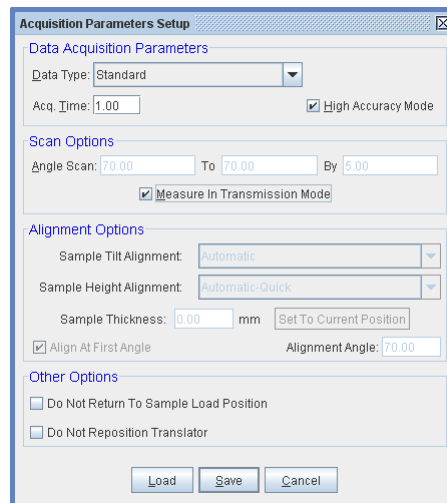 Acquisition Parameters Setup
Data Acquisition Parameters
Data Type: Standard
Acq. Time: 1.00 High Accuracy Mode
Scan Options
Angle Scan: 70.00 To 70.00 By 5.00
Measure In Transmission Mode
Alignment Options
Sample Tilt Alignment: Automatic
Sample Height Alignment: Automatic-Quick
Sample Thickness: 0.00 mm Set To Current Position
Align At First Angle Alignment Angle: 70.00
Other Options
Do Not Return To Sample Load Position
Do Not Reposition Translator
Load Save Cancel